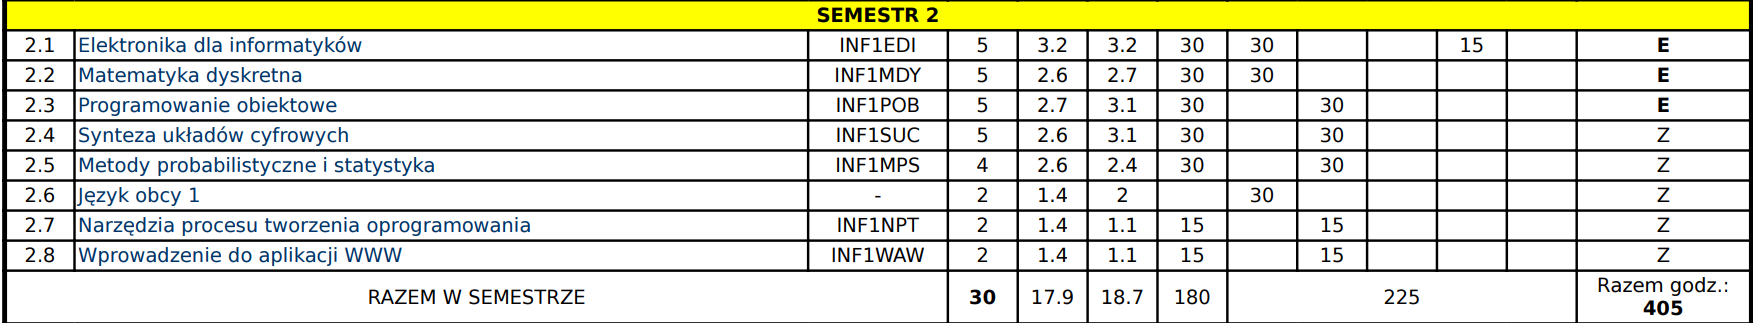 SEMESTR 2
2.1 Elektronika dla informatyków INF1EDI 5 3.2 3.2 30 30 15 E
2.2 Matematyka dyskretna INF1MDY 5 2.6 2.7 30 30 E
2.3 Programowanie obiektowe INF1POB 5 2.7 3.1 30 30 E
2.4 Synteza układów cyfrowych INF1SUC 5 2.6 3.1 30 30 Z
2.5 Metody probabilistyczne i statystyka INF1MPS 4 2.6 2.4 30 30 Z
2.6 Język obcy 1 - 2 1.4 2 30 Z
2.7 Narzędzia procesu tworzenia oprogramowania INF1NPT 2 1.4 1.1 15 15 Z
2.8 Wprowadzenie do aplikacji WWW INF1WAW 2 1.4 1.1 15 15 Z
RAZEM W SEMESTRZE 30 17.9 18.7 180 225 Razem godz.:
405